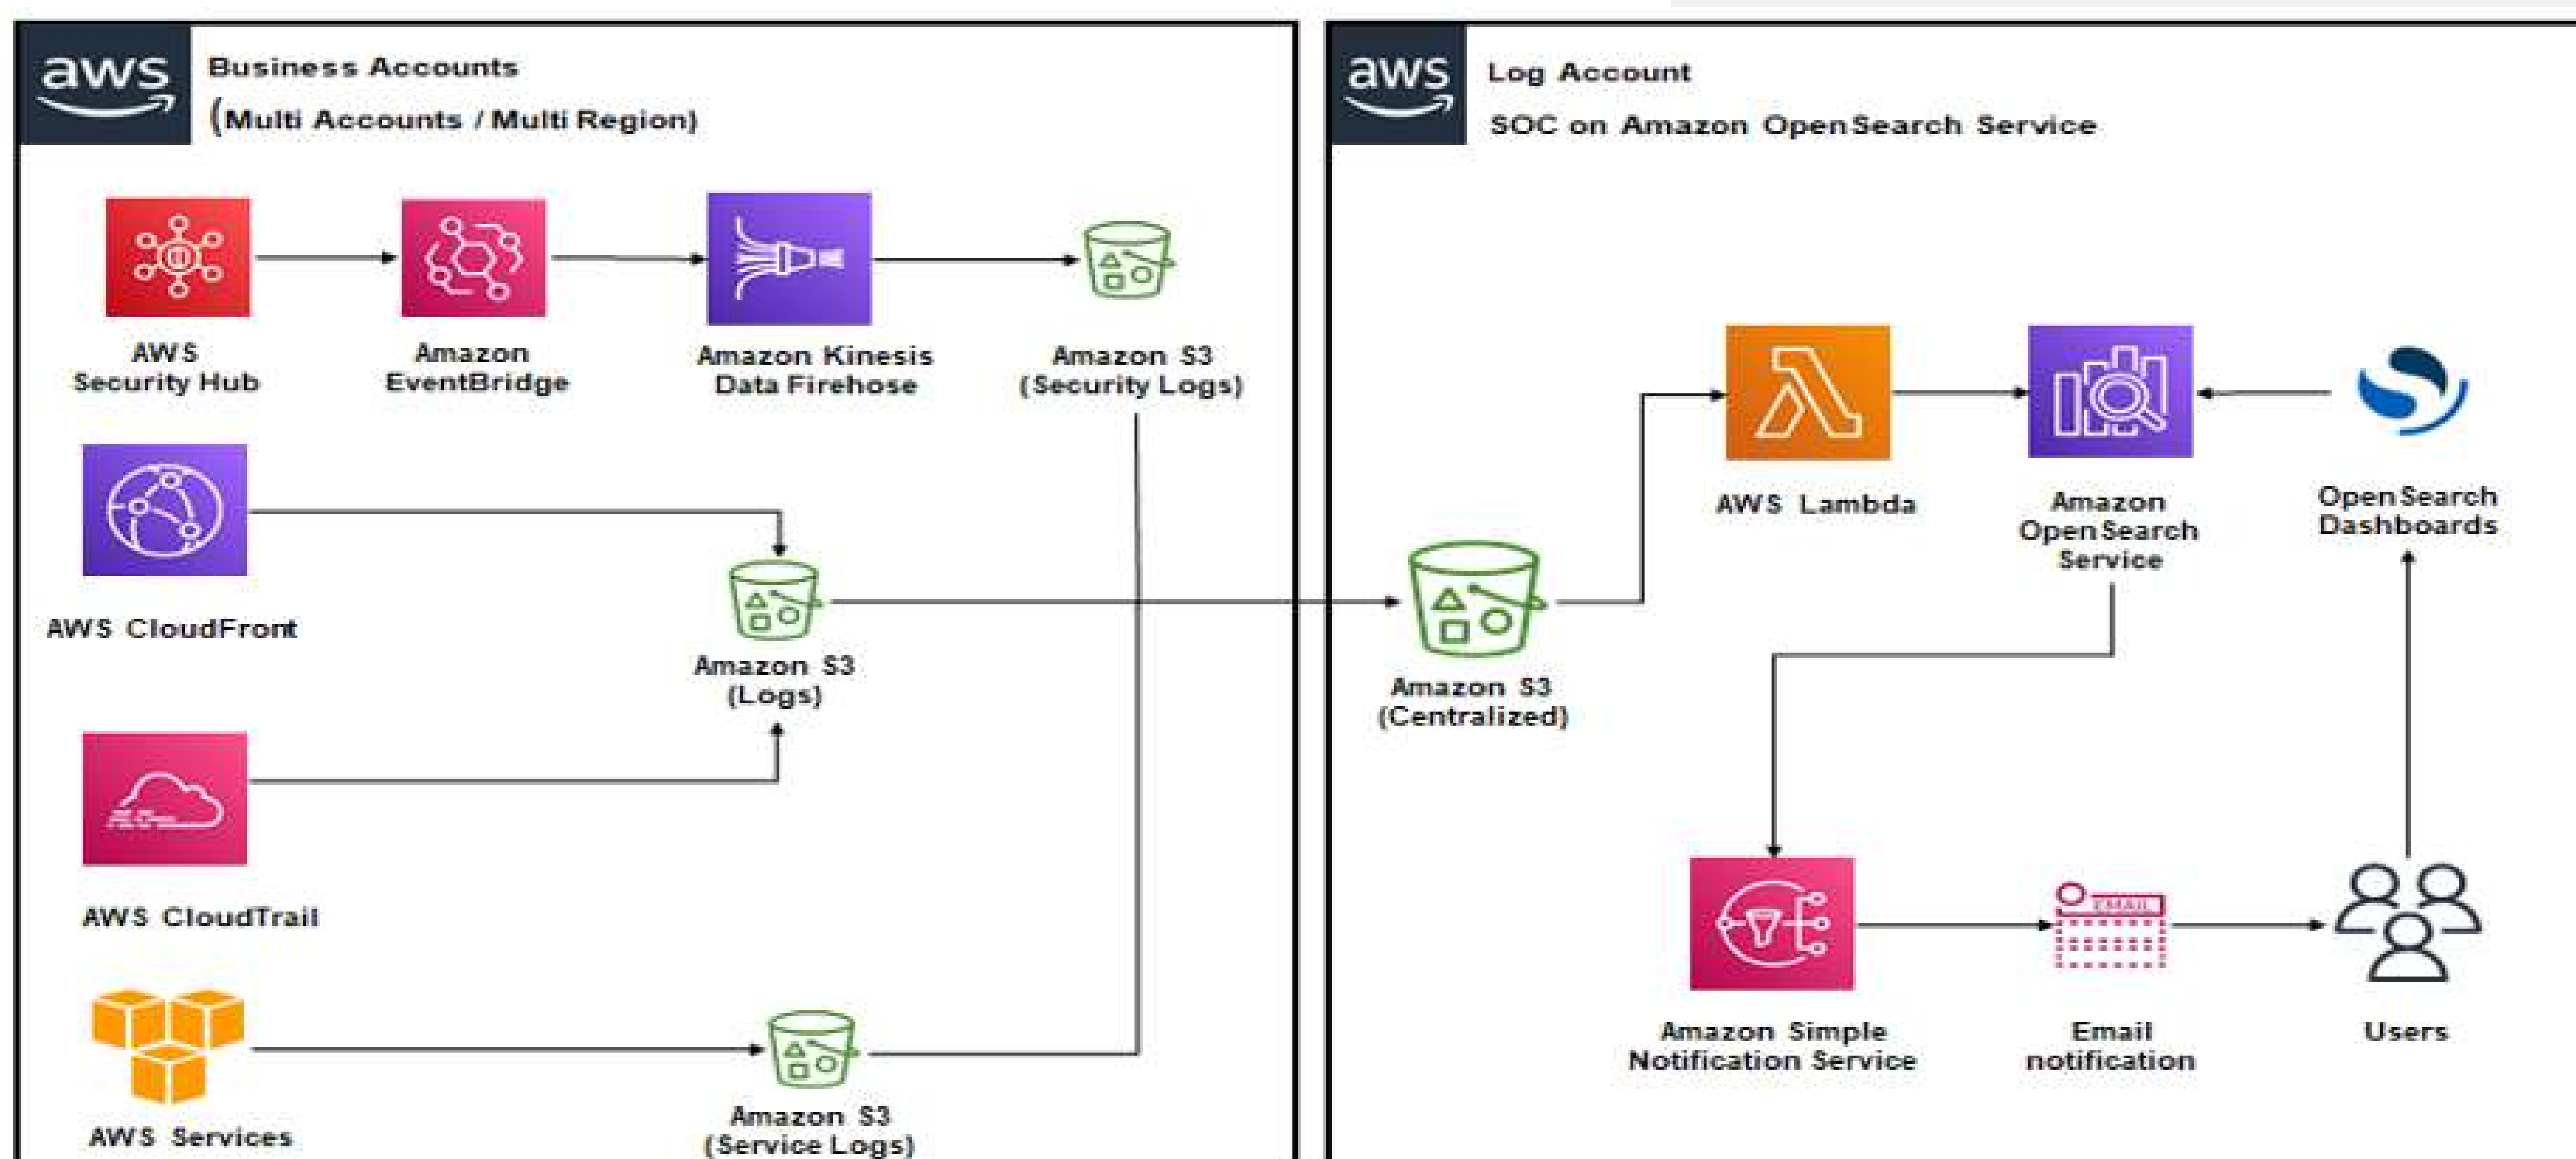 aws
Business Accounts
(Multi Accounts / Multi Region)
AWS
Security Hub
Amazon
EventBridge
Amazon Kinesis
Data Firehose
Amazon S3
(Security Logs)
AWS CloudFront
Amazon S3
(Logs)
AWS CloudTrail
AWS Services
Amazon S3
(Service Logs)
aws
Log Account
SOC on Amazon OpenSearch Service
Amazon S3
(Centralized)
AWS Lambda
Amazon
OpenSearch
Service
OpenSearch
Dashboards
Amazon Simple
Notification Service
EMAIL
Email
notification
Users